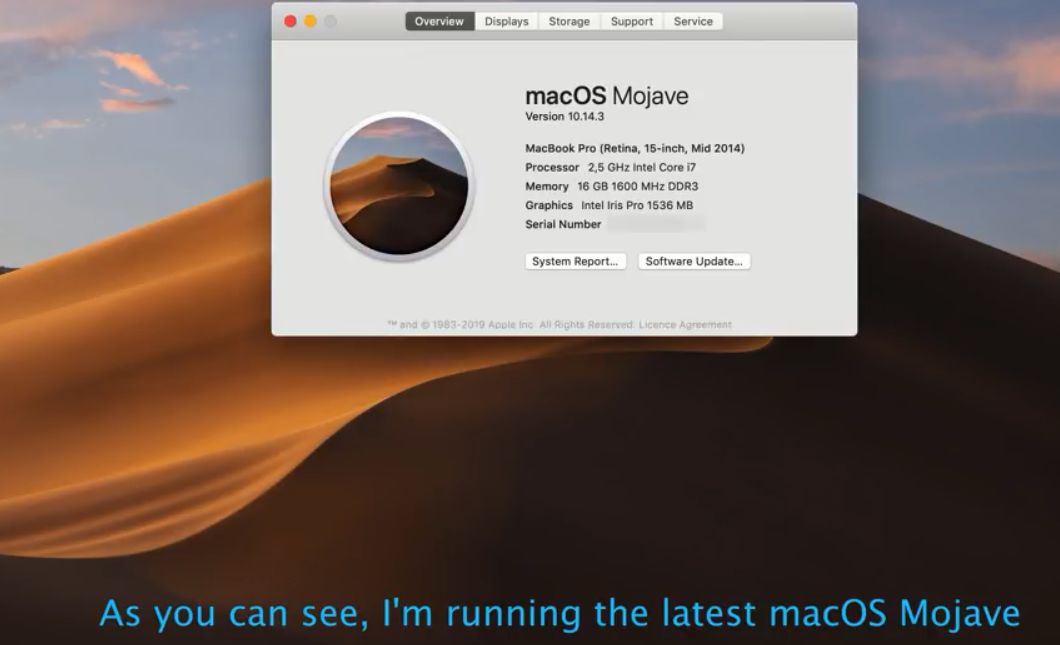 Overview Displays Storage Support Service
macOS Mojave
Version 10.14.3
MacBook Pro (Retina, 15-inch, Mid 2014)
Processor 2,5 GHz Intel Core i7
Memory 16 GB 1600 MHz DDR3
Graphics Intel Iris Pro 1536 MB
Serial Number
System Report... Software Update...
™ and © 1983-2019 Apple Inc. All Rights Reserved. Licence Agreement
As you can see, I'm running the latest macOS Mojave